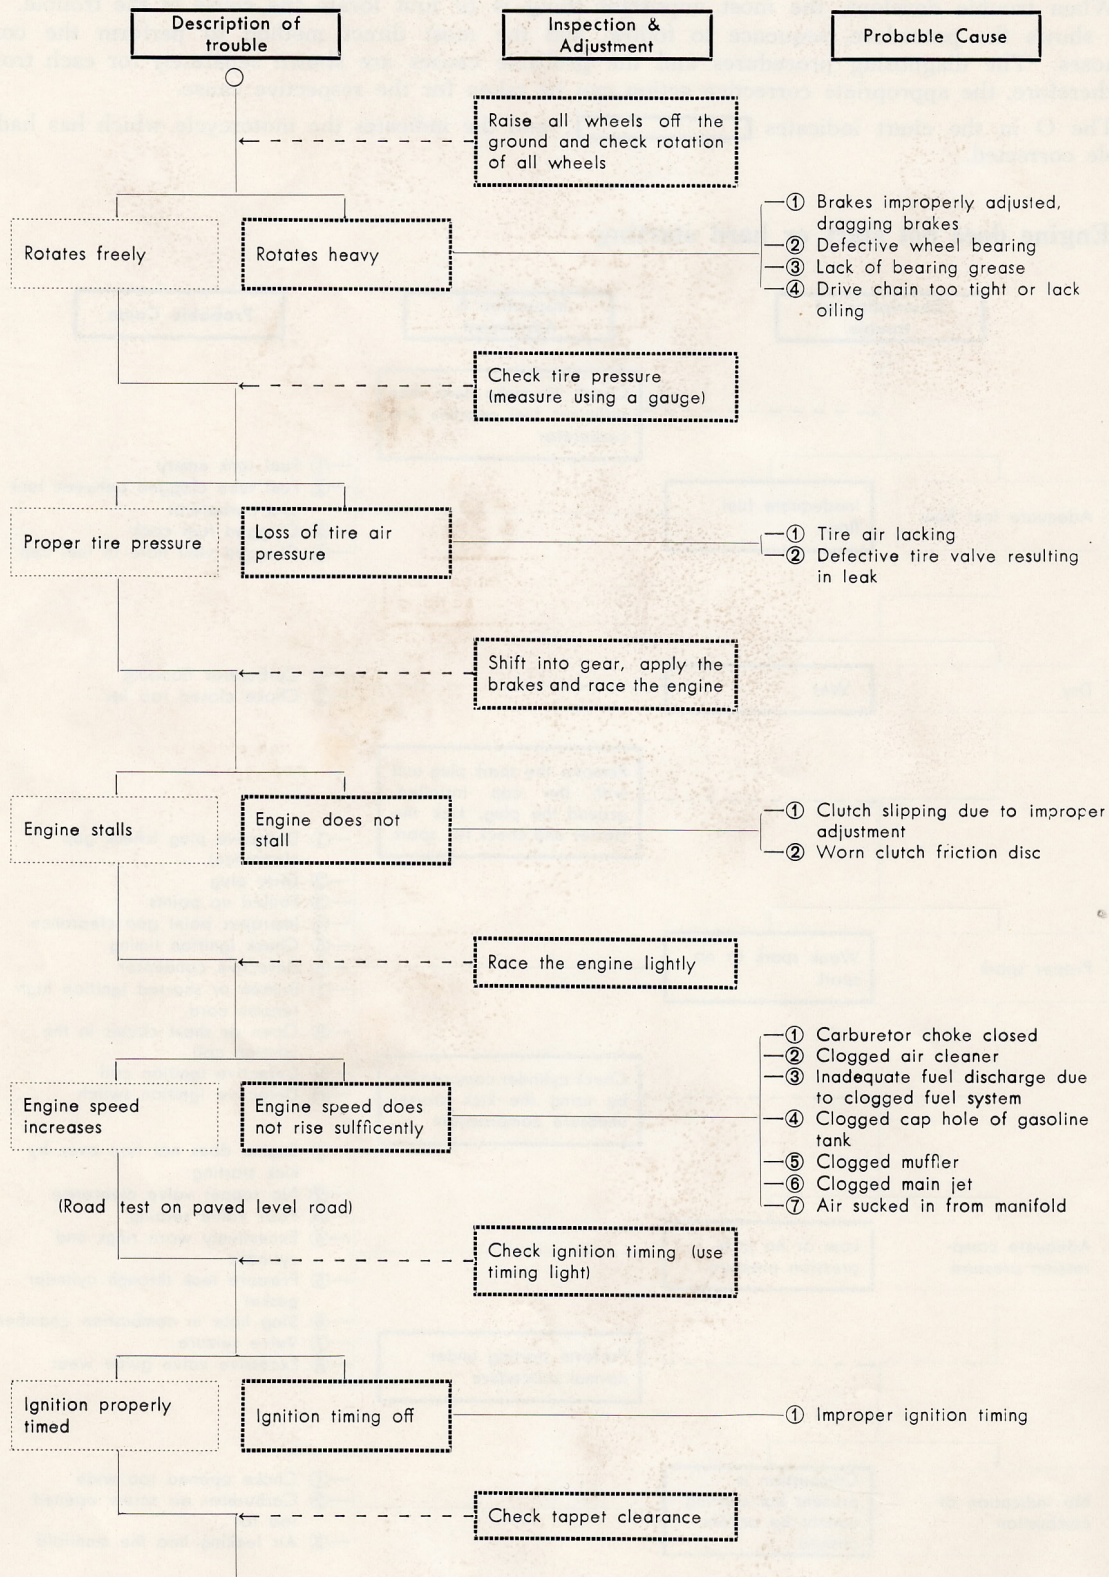 Description of
trouble
Inspection &
Adjustment
Probable Cause
Raise all wheels off the
ground and check rotation
of all wheels
Rotates freely
Rotates heavy
① Brakes improperly adjusted,
dragging brakes
② Defective wheel bearing
③ Lack of bearing grease
④ Drive chain too tight or lack
oiling
Check tire pressure
(measure using a gauge)
Proper tire pressure
Loss of tire air
pressure
① Tire air lacking
② Defective tire valve resulting
in leak
Shift into gear, apply the
brakes and race the engine
Engine stalls
Engine does not
stall
① Clutch slipping due to improper
adjustment
② Worn clutch friction disc
Race the engine lightly
Engine speed
increases
Engine speed does
not rise sulfficently
① Carburetor choke closed
② Clogged air cleaner
③ Inadequate fuel discharge due
to clogged fuel system
④ Clogged cap hole of gasoline
tank
⑤ Clogged muffler
⑥ Clogged main jet
⑦ Air sucked in from manifold
(Road test on paved level road)
Check ignition timing (use
timing light)
Ignition properly
timed
Ignition timing off
① Improper ignition timing
Check tappet clearance